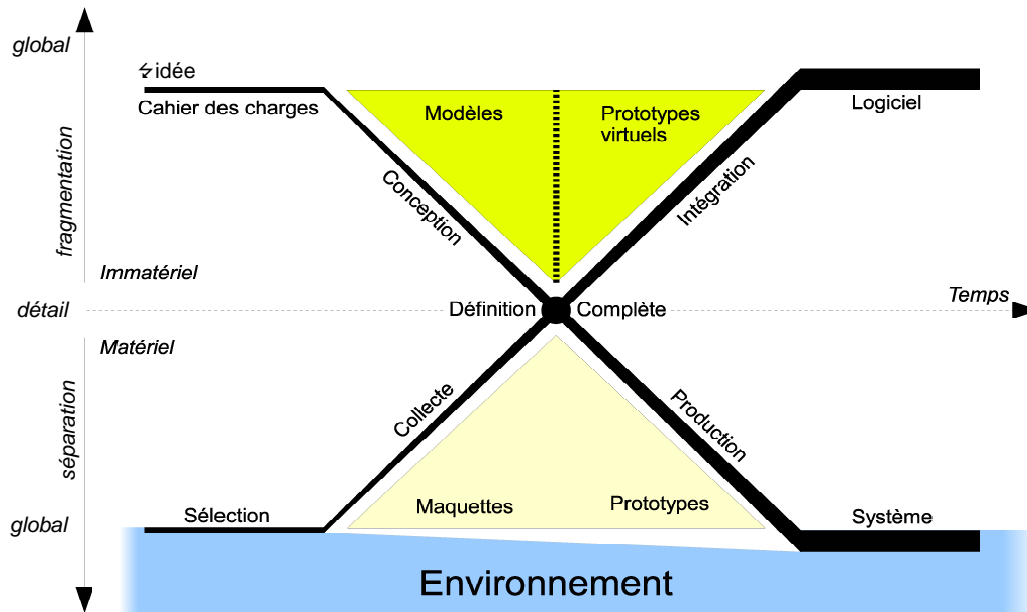 global
idée
Cahier des charges
Modèles
Prototypes
virtuels
Logiciel
fragmentation
Conception
Intégration
Immatériel
détail
Définition
Complète
Temps
Matériel
séparation
Collecte
Production
Maquettes
Prototypes
global
Sélection
Système
Environnement